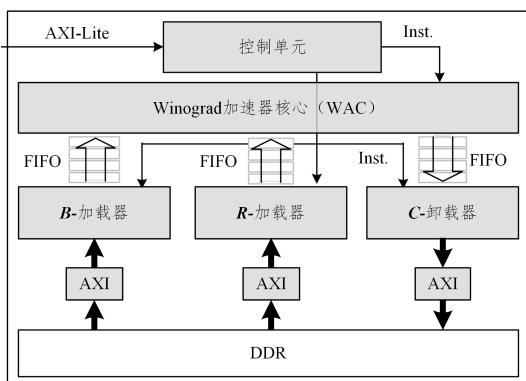 AXI-Lite
控制单元
Inst.
Winograd加速器核心（WAC）
FIFO
FIFO
Inst.
FIFO
B-加载器
R-加载器
C-卸载器
AXI
AXI
AXI
DDR